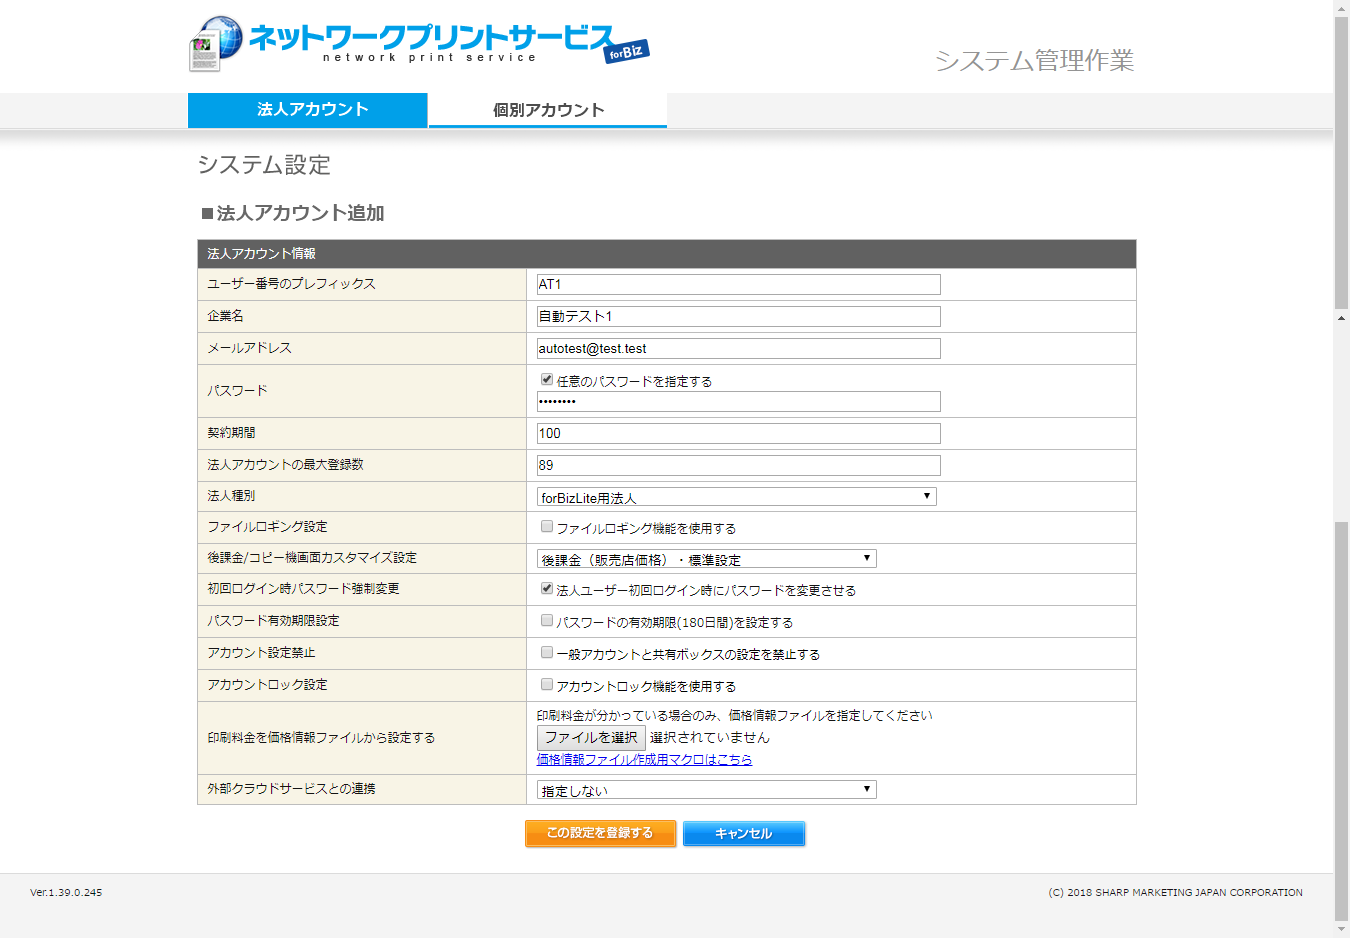 ネットワークプリントサービス forBiz
network print service
システム管理作業
法人アカウント 個別アカウント
システム設定
■法人アカウント追加
法人アカウント情報
ユーザー番号のプレフィックス AT1
企業名 自動テスト1
メールアドレス autotest@test.test
パスワード 任意のパスワードを指定する
••••••••
契約期間 100
法人アカウントの最大登録数 89
法人種別 forBizLite用法人
ファイルロギング設定 ファイルロギング機能を使用する
後課金/コピー機画面カスタマイズ設定 後課金（販売店価格）・標準設定
初回ログイン時パスワード強制変更 法人ユーザー初回ログイン時にパスワードを変更させる
パスワード有効期限設定 パスワードの有効期限(180日間)を設定する
アカウント設定禁止 一般アカウントと共有ボックスの設定を禁止する
アカウントロック設定 アカウントロック機能を使用する
印刷料金を価格情報ファイルから設定する 印刷料金が分かっている場合のみ、価格情報ファイルを指定してください
ファイルを選択 選択されていません
価格情報ファイル作成用マクロはこちら
外部クラウドサービスとの連携 指定しない
この設定を登録する キャンセル
Ver.1.39.0.245 (C) 2018 SHARP MARKETING JAPAN CORPORATION